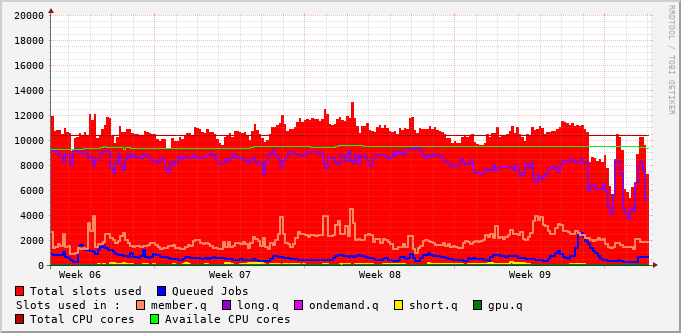 20000
18000
16000
14000
12000
10000
8000
6000
4000
2000
0
Week 06 Week 07 Week 08 Week 09
RRDTOOL / TOBI OETIKER
Total slots used Queued Jobs
Slots used in : member.q long.q ondemand.q short.q gpu.q
Total CPU cores Availale CPU cores